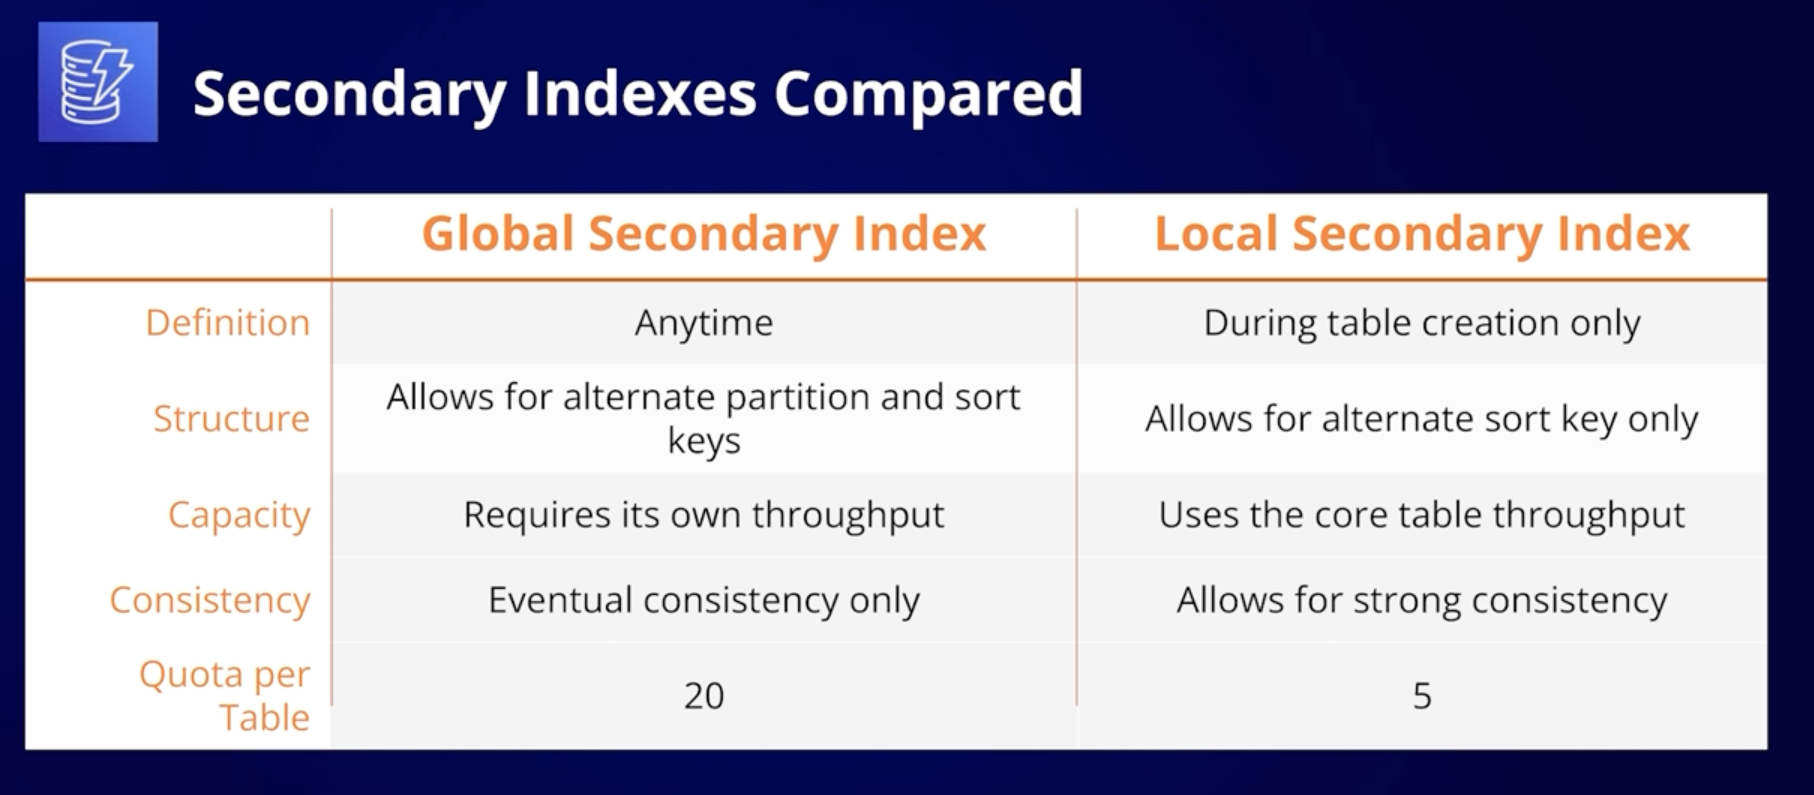 Secondary Indexes Compared
Global Secondary Index
Local Secondary Index
Definition
Anytime
During table creation only
Structure
Allows for alternate partition and sort
keys
Allows for alternate sort key only
Capacity
Requires its own throughput
Uses the core table throughput
Consistency
Eventual consistency only
Allows for strong consistency
Quota per
Table
20
5